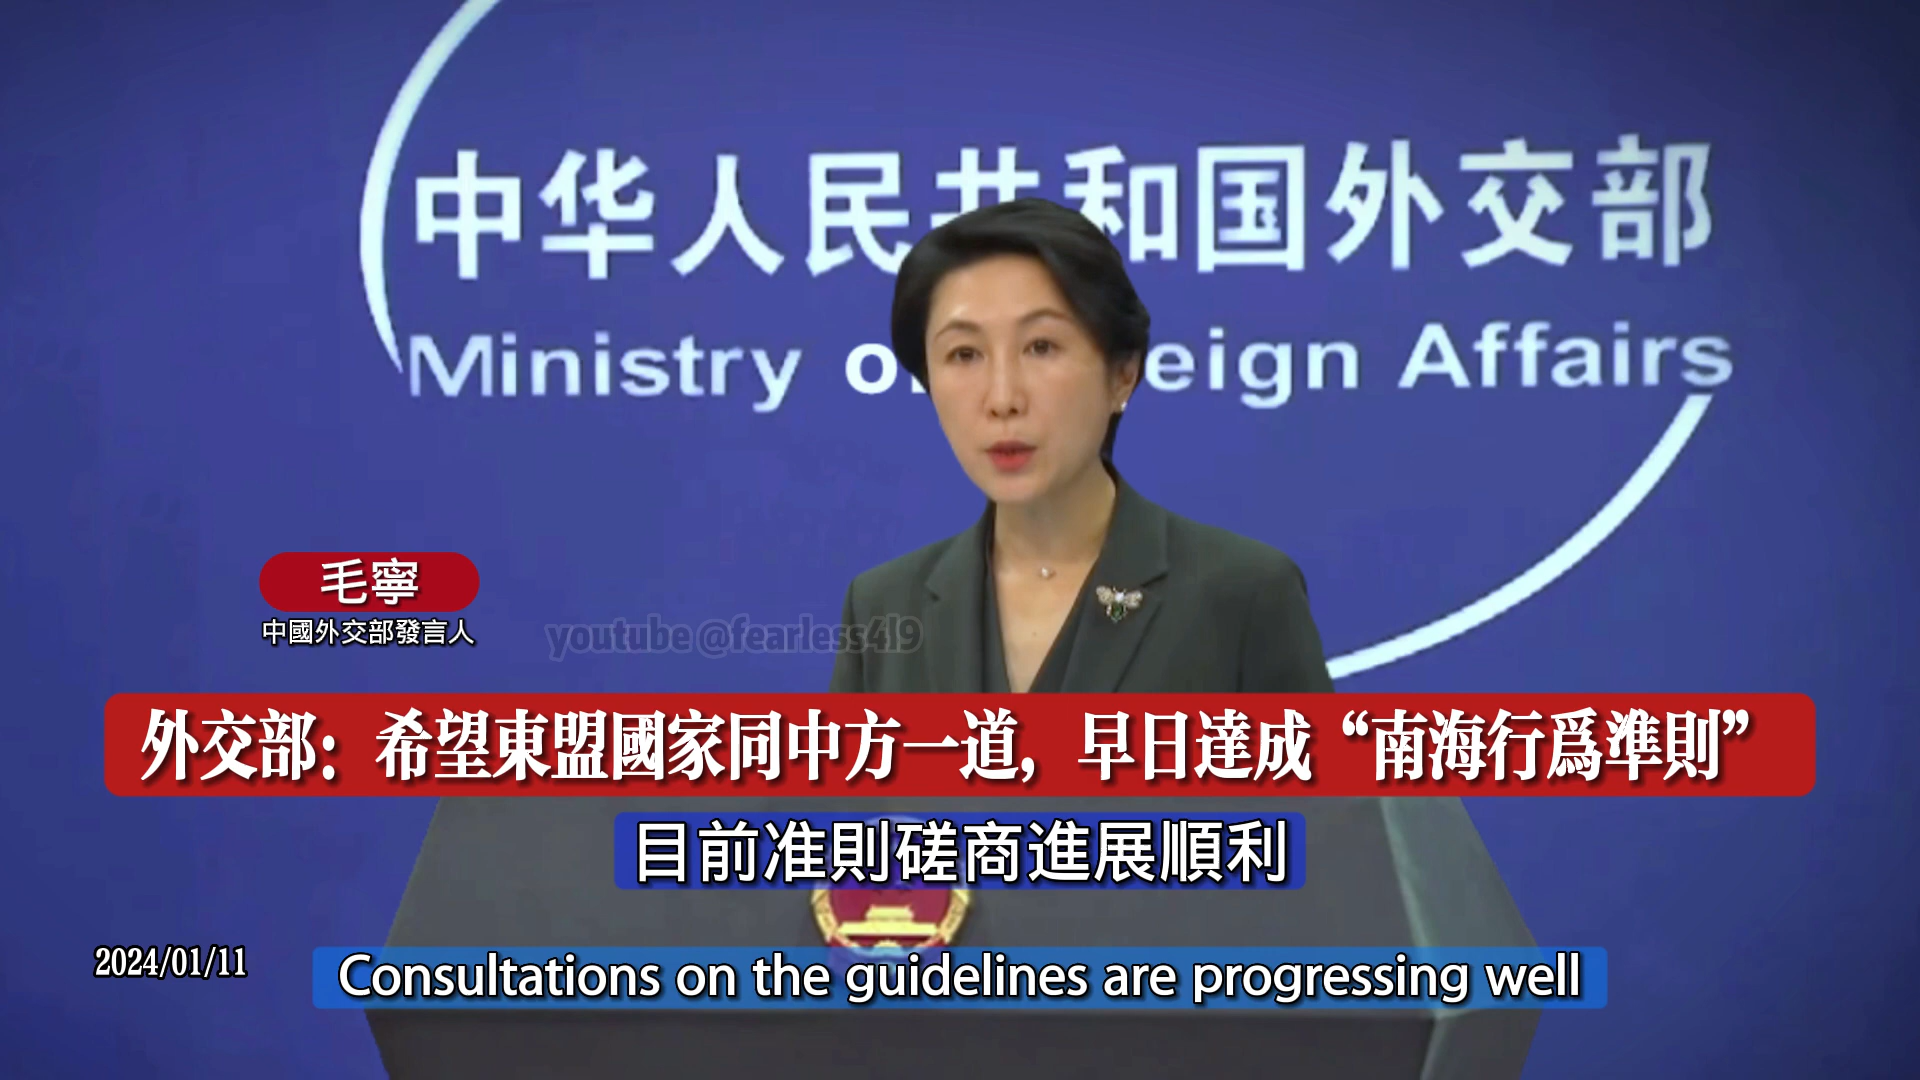 中华人民共和国外交部
Ministry of eign Affairs
毛寧
中國外交部發言人
youtube @fearless419
外交部：希望東盟國家同中方一道，早日達成“南海行爲準則”
目前准則磋商進展順利
2024/01/11
Consultations on the guidelines are progressing well